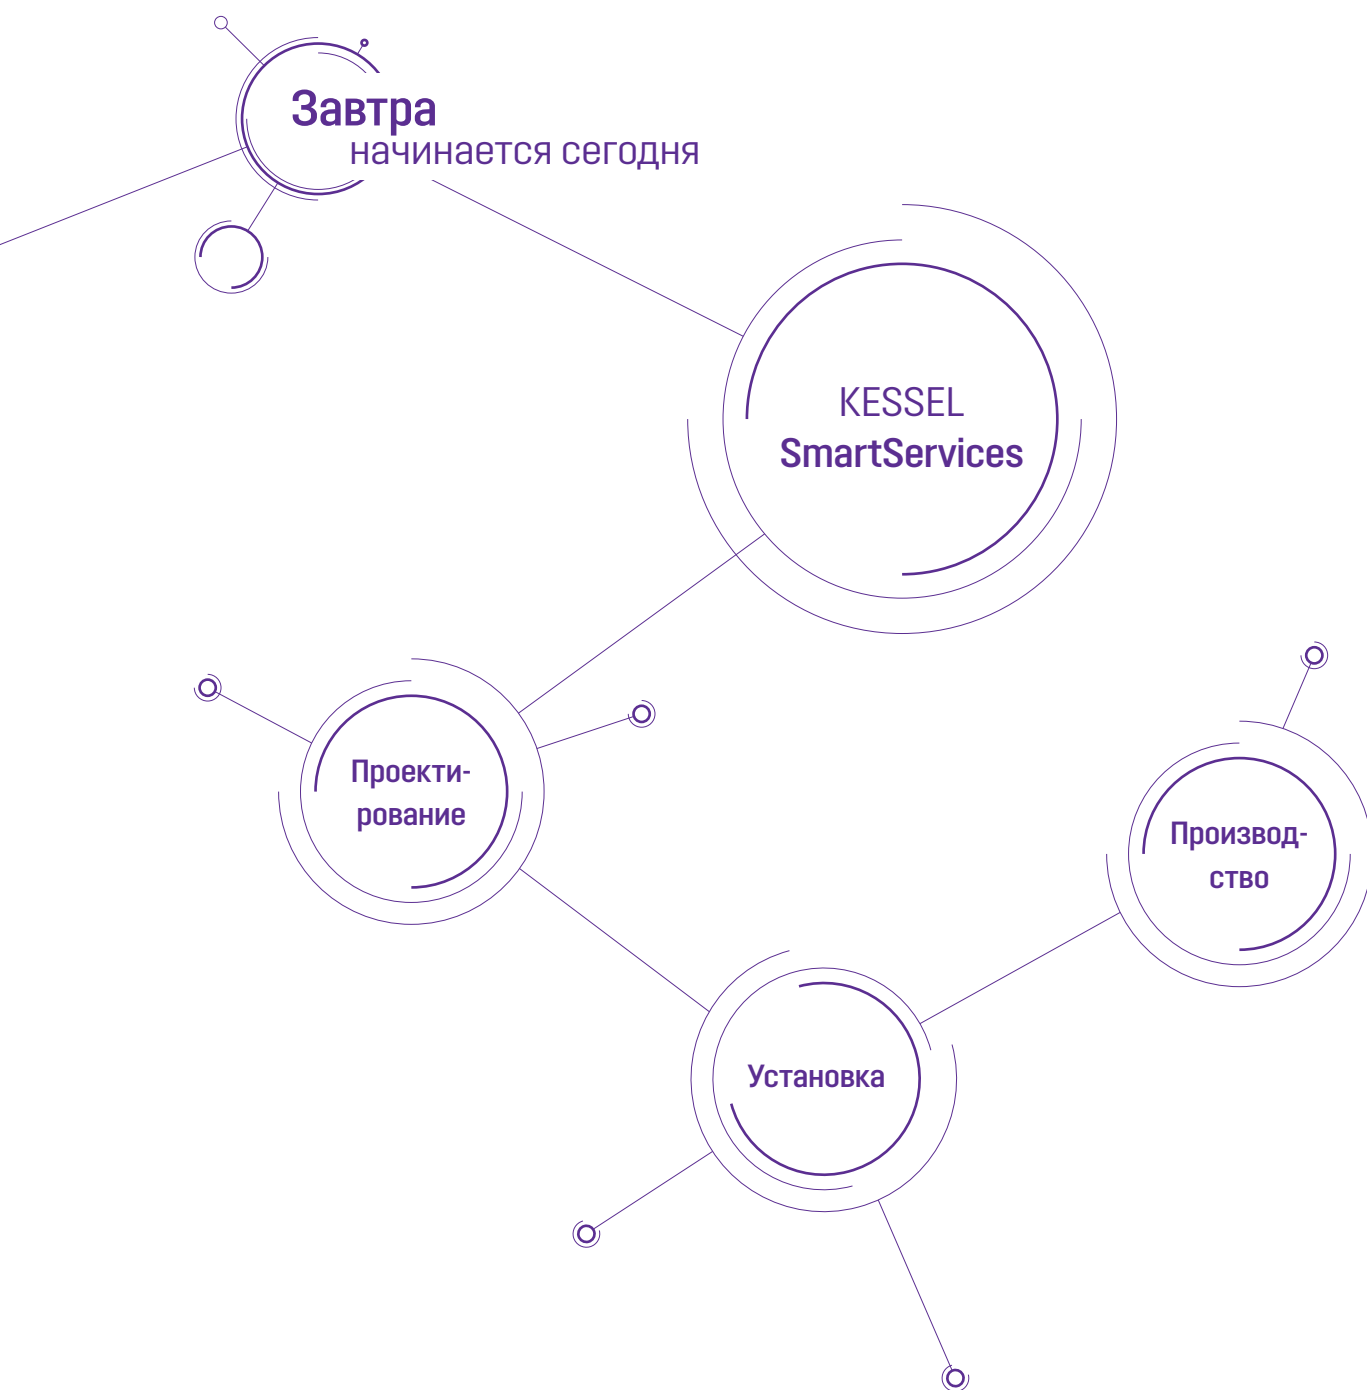 Завтра
начинается сегодня
KESSEL
SmartServices
Проекти-
рование
Производ-
ство
Установка